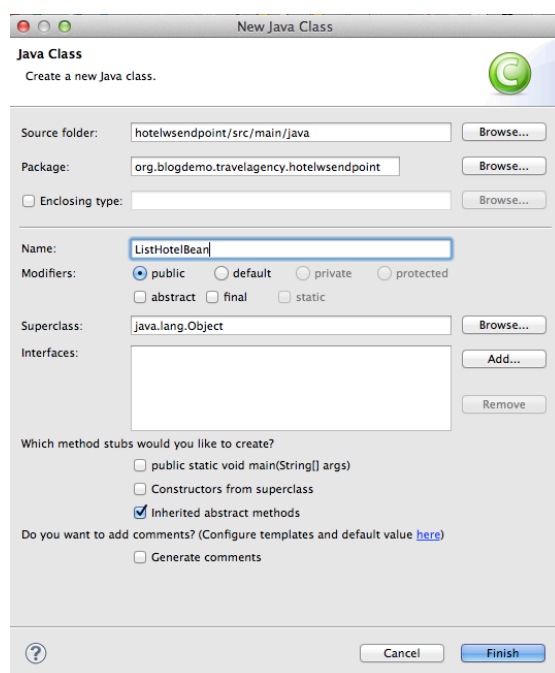 New Java Class
Java Class
Create a new Java class.
Source folder: hotelwsendpoint/src/main/java Browse...
Package: org.blogdemo.travelagency.hotelwsendpoint Browse...
Enclosing type: Browse...
Name: ListHotelBean
Modifiers: public default private protected
abstract final static
Superclass: java.lang.Object Browse...
Interfaces: Add...
Remove
Which method stubs would you like to create?
public static void main(String[] args)
Constructors from superclass
Inherited abstract methods
Do you want to add comments? (Configure templates and default value here)
Generate comments
? Cancel Finish